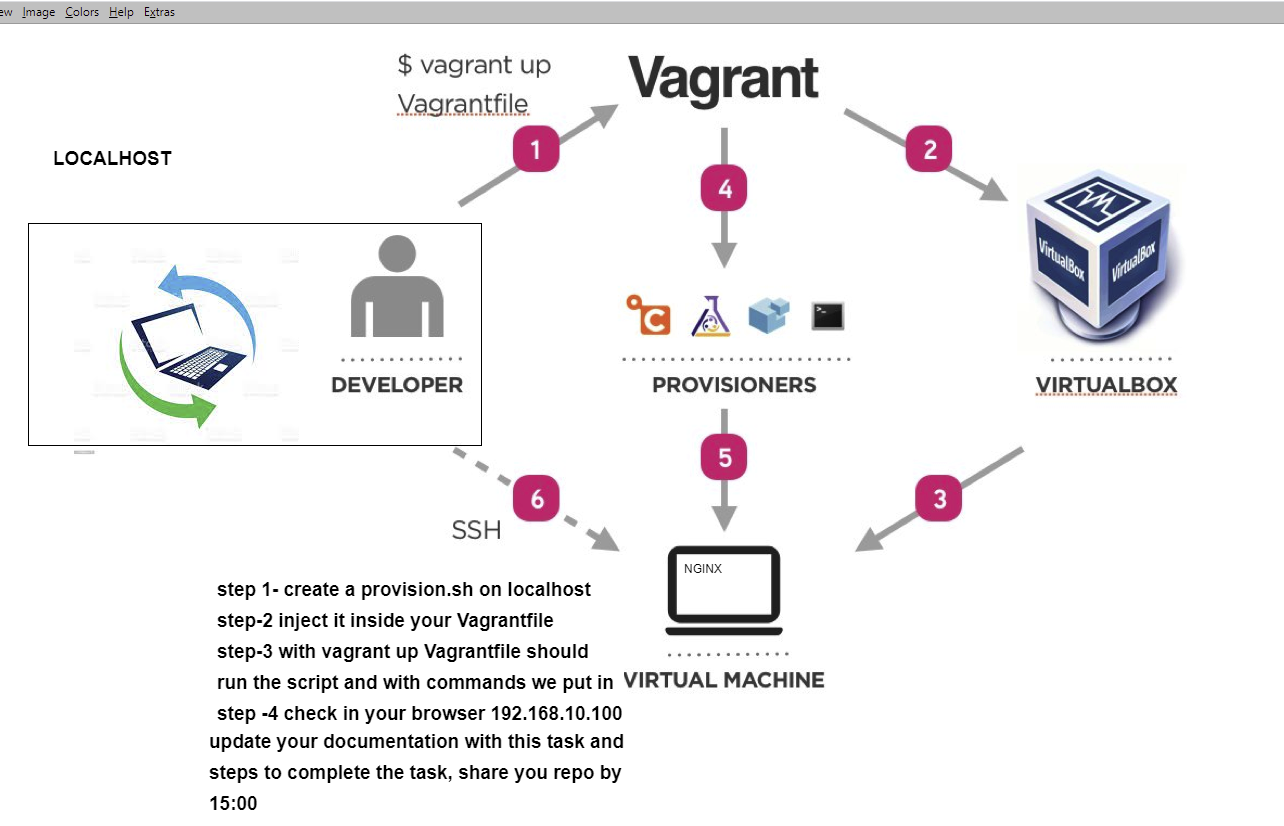 ew Image Colors Help Extras
$ vagrant up
Vagrantfile
Vagrant
LOCALHOST
1
2
4
VirtualBox
VirtualBox
C
>_
DEVELOPER
PROVISIONERS
VIRTUALBOX
5
6
3
SSH
NGINX
step 1- create a provision.sh on localhost
step-2 inject it inside your Vagrantfile
step-3 with vagrant up Vagrantfile should
run the script and with commands we put in
VIRTUAL MACHINE
step -4 check in your browser 192.168.10.100
update your documentation with this task and
steps to complete the task, share you repo by
15:00